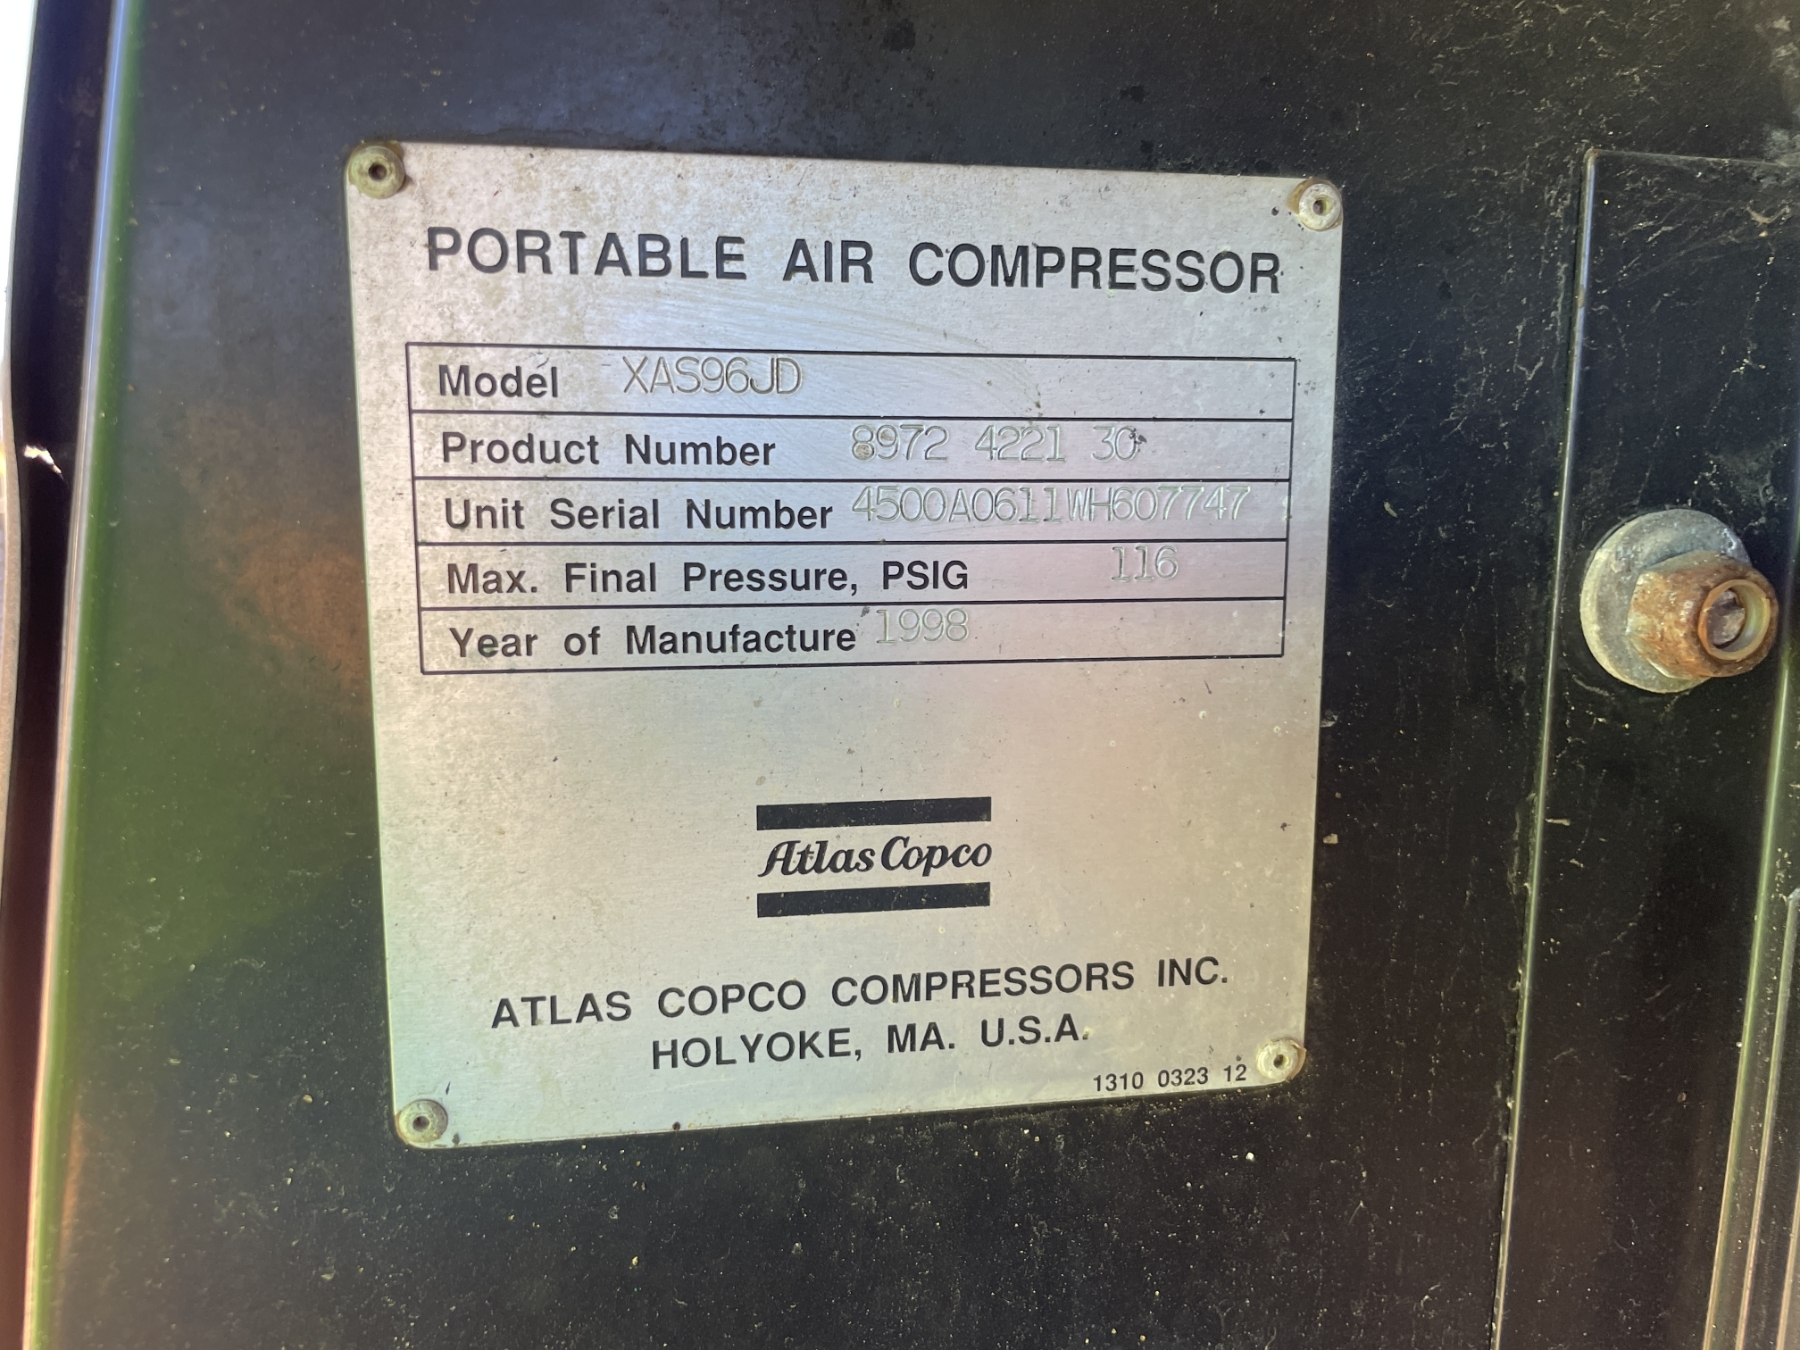 PORTABLE AIR COMPRESSOR
Model XAS96JD
Product Number 8972 4221 30
Unit Serial Number 4500A0611WH607747
Max. Final Pressure, PSIG 116
Year of Manufacture 1998
Atlas Copco
ATLAS COPCO COMPRESSORS INC.
HOLYOKE, MA. U.S.A.
1310 0323 12